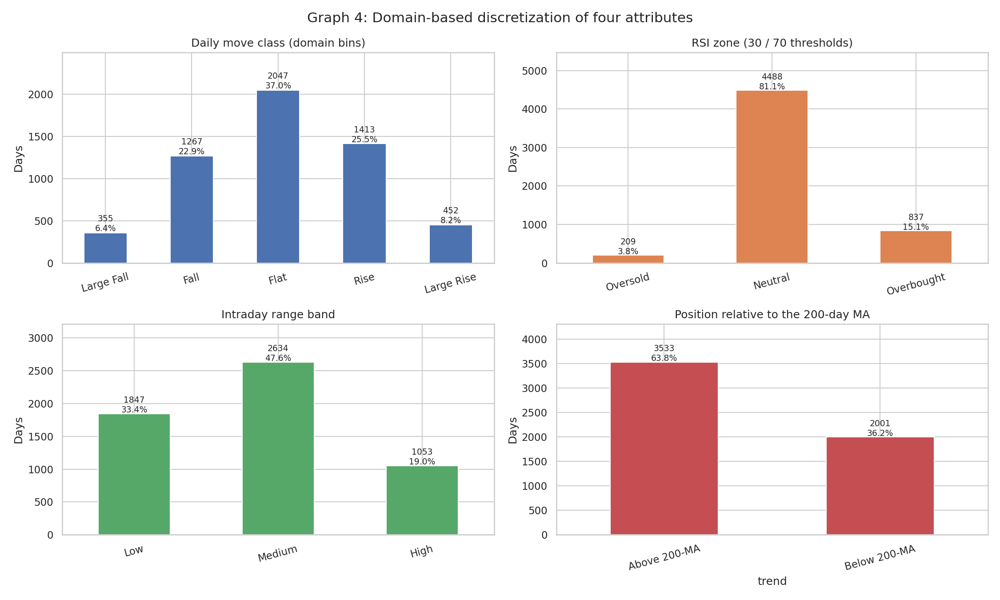 Graph 4: Domain-based discretization of four attributes
Daily move class (domain bins)
Days
2000
1500
1000
500
0
355
6.4%
1267
22.9%
2047
37.0%
1413
25.5%
452
8.2%
Large Fall
Fall
Flat
Rise
Large Rise
RSI zone (30 / 70 thresholds)
Days
5000
4000
3000
2000
1000
0
209
3.8%
4488
81.1%
837
15.1%
Oversold
Neutral
Overbought
Intraday range band
Days
3000
2500
2000
1500
1000
500
0
1847
33.4%
2634
47.6%
1053
19.0%
Low
Medium
High
Position relative to the 200-day MA
Days
4000
3500
3000
2500
2000
1500
1000
500
0
3533
63.8%
2001
36.2%
Above 200-MA
Below 200-MA
trend